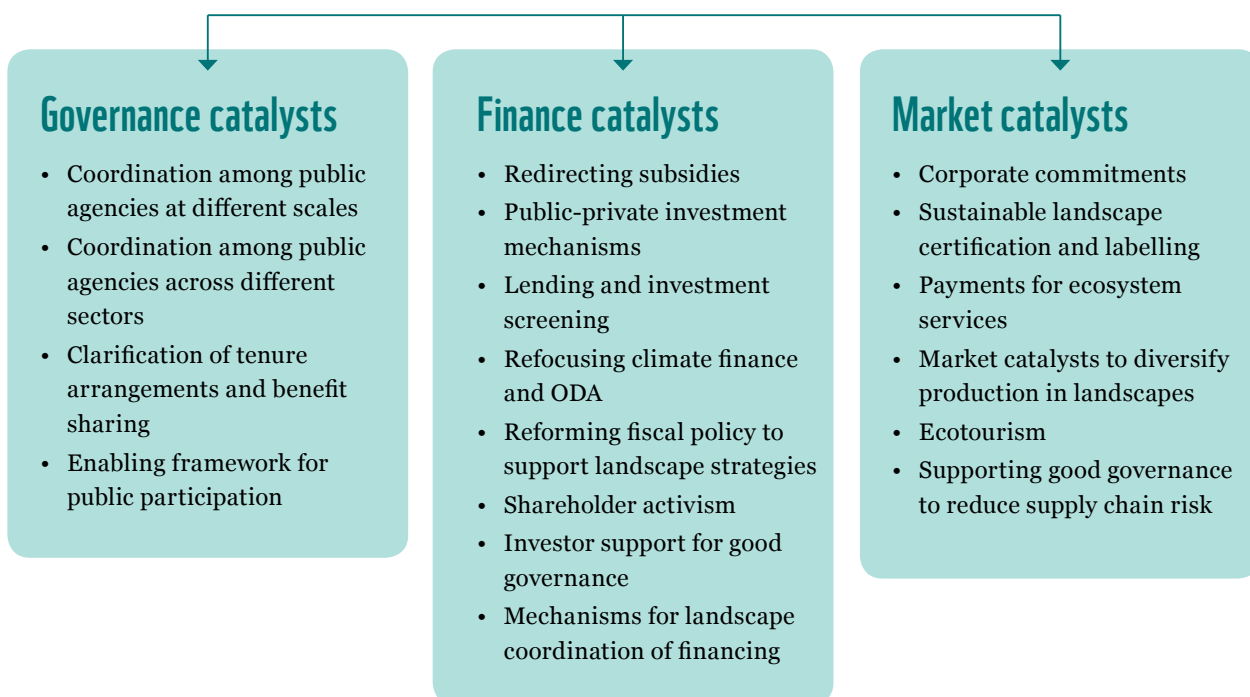 Governance catalysts
• Coordination among public
agencies at different scales
• Coordination among public
agencies across different
sectors
• Clarification of tenure
arrangements and benefit
sharing
• Enabling framework for
public participation
Finance catalysts
• Redirecting subsidies
• Public-private investment
mechanisms
• Lending and investment
screening
• Refocusing climate finance
and ODA
• Reforming fiscal policy to
support landscape strategies
• Shareholder activism
• Investor support for good
governance
• Mechanisms for landscape
coordination of financing
Market catalysts
• Corporate commitments
• Sustainable landscape
certification and labelling
• Payments for ecosystem
services
• Market catalysts to diversify
production in landscapes
• Ecotourism
• Supporting good governance
to reduce supply chain risk